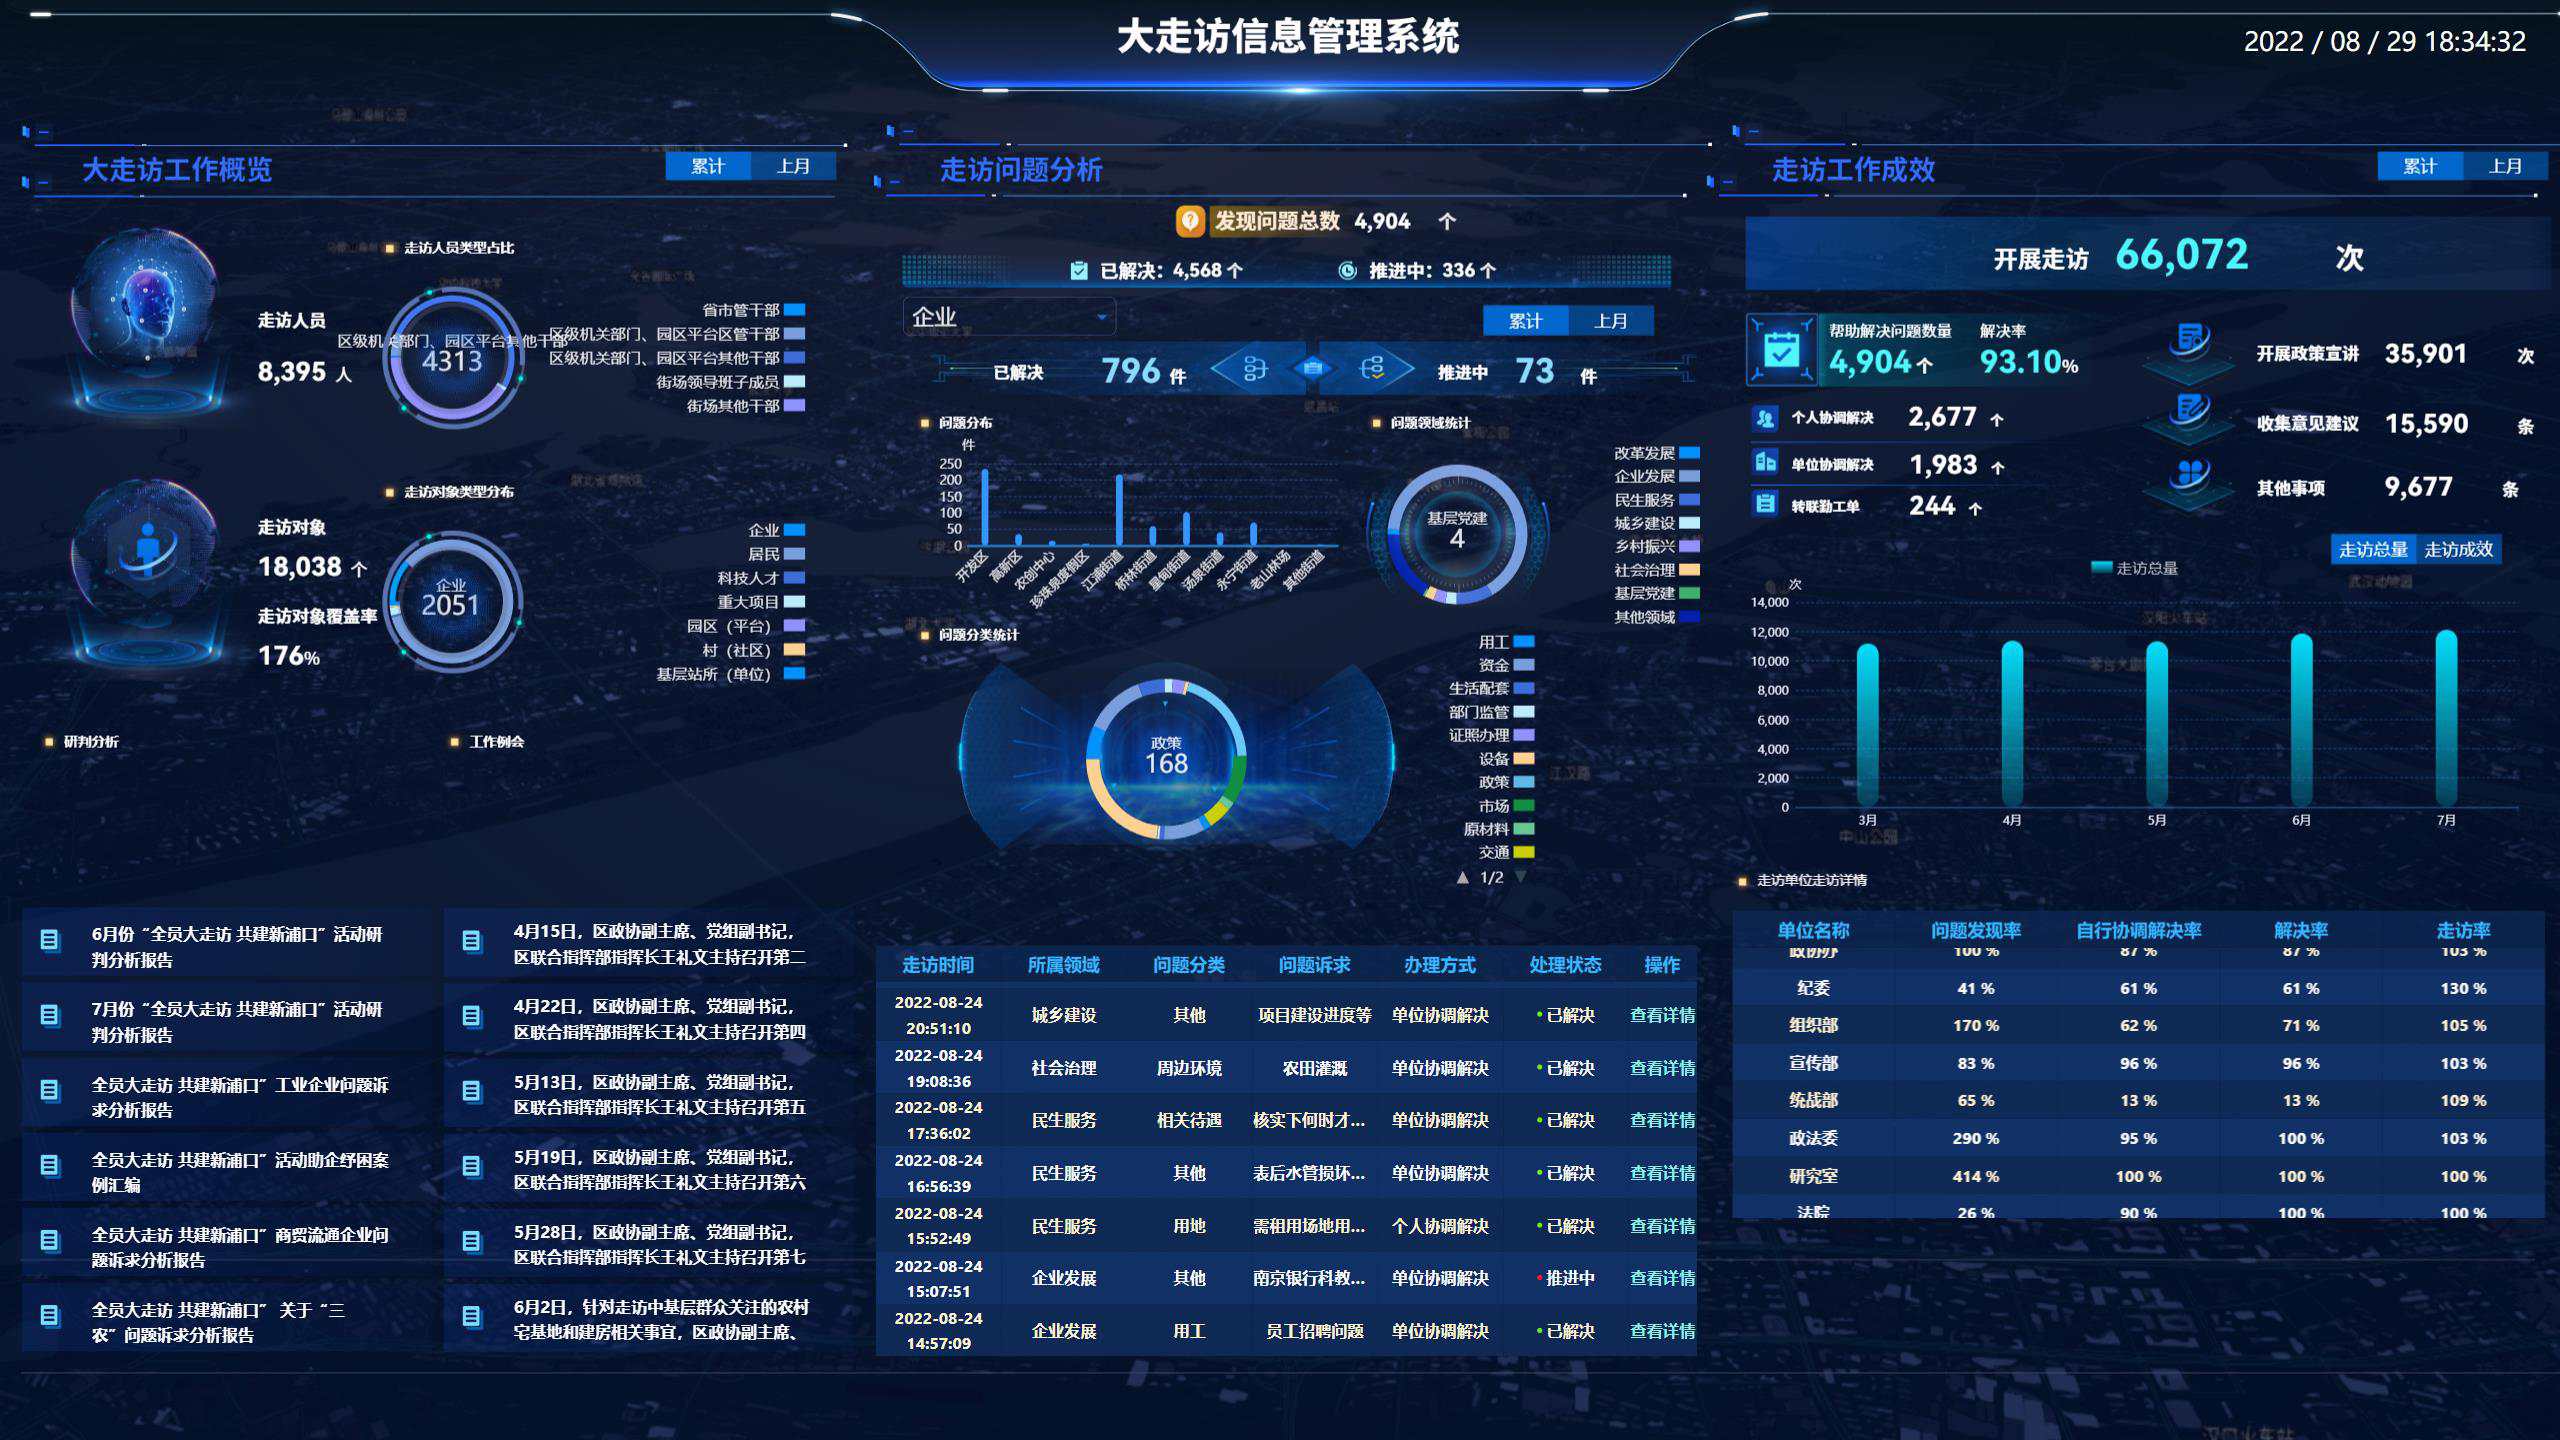 大走访信息管理系统
2022 / 08 / 29 18:34:32
大走访工作概览
累计 上月
走访人员
8,395 人
走访人员类型占比
区级机关部门、园区平台其他干部
4313
省市管干部
区级机关部门、园区平台区管干部
区级机关部门、园区平台其他干部
街场领导班子成员
街场其他干部
走访对象
18,038 个
走访对象覆盖率
176%
走访对象类型分布
企业
2051
企业
居民
科技人才
重大项目
园区（平台）
村（社区）
基层站所（单位）
研判分析
6月份“全员大走访 共建新浦口”活动研
判分析报告
7月份“全员大走访 共建新浦口”活动研
判分析报告
全员大走访 共建新浦口”工业企业问题诉
求分析报告
全员大走访 共建新浦口”活动助企纾困案
例汇编
全员大走访 共建新浦口”商贸流通企业问
题诉求分析报告
全员大走访 共建新浦口” 关于“三
农”问题诉求分析报告
工作例会
4月15日，区政协副主席、党组副书记，
区联合指挥部指挥长王礼文主持召开第二
4月22日，区政协副主席、党组副书记，
区联合指挥部指挥长王礼文主持召开第四
5月13日，区政协副主席、党组副书记，
区联合指挥部指挥长王礼文主持召开第五
5月19日，区政协副主席、党组副书记，
区联合指挥部指挥长王礼文主持召开第六
5月28日，区政协副主席、党组副书记，
区联合指挥部指挥长王礼文主持召开第七
6月2日，针对走访中基层群众关注的农村
宅基地和建房相关事宜，区政协副主席、
走访问题分析
发现问题总数 4,904 个
已解决：4,568 个 推进中：336 个
企业
累计 上月
已解决 796 件 推进中 73 件
问题分布
件
250
200
150
100
50
0
开发区
高新区
农创中心
珍珠泉度假区
江浦街道
桥林街道
星甸街道
汤泉街道
永宁街道
老山林场
其他街道
问题领域统计
基层党建
4
改革发展
企业发展
民生服务
城乡建设
乡村振兴
社会治理
基层党建
其他领域
问题分类统计
政策
168
用工
资金
生活配套
部门监管
证照办理
设备
政策
市场
原材料
交通
▲ 1/2 ▼
走访时间 所属领域 问题分类 问题诉求 办理方式 处理状态 操作
2022-08-24 20:51:10 城乡建设 其他 项目建设进度等 单位协调解决 已解决 查看详情
2022-08-24 19:08:36 社会治理 周边环境 农田灌溉 单位协调解决 已解决 查看详情
2022-08-24 17:36:02 民生服务 相关待遇 核实下何时才... 单位协调解决 已解决 查看详情
2022-08-24 16:56:39 民生服务 其他 表后水管损坏... 单位协调解决 已解决 查看详情
2022-08-24 15:52:49 民生服务 用地 需租用场地用... 个人协调解决 已解决 查看详情
2022-08-24 15:07:51 企业发展 其他 南京银行科教... 单位协调解决 推进中 查看详情
2022-08-24 14:57:09 企业发展 用工 员工招聘问题 单位协调解决 已解决 查看详情
走访工作成效
累计 上月
开展走访 66,072 次
帮助解决问题数量 解决率
4,904 个 93.10%
个人协调解决 2,677 个
单位协调解决 1,983 个
转联勤工单 244 个
开展政策宣讲 35,901 次
收集意见建议 15,590 条
其他事项 9,677 条
走访总量 走访成效
走访总量
次
14,000
12,000
10,000
8,000
6,000
4,000
2,000
0
3月 4月 5月 6月 7月
走访单位走访详情
单位名称 问题发现率 自行协调解决率 解决率 走访率
政协办 100 % 87 % 87 % 103 %
纪委 41 % 61 % 61 % 130 %
组织部 170 % 62 % 71 % 105 %
宣传部 83 % 96 % 96 % 103 %
统战部 65 % 13 % 13 % 109 %
政法委 290 % 95 % 100 % 103 %
研究室 414 % 100 % 100 % 100 %
法院 26 % 90 % 100 % 100 %